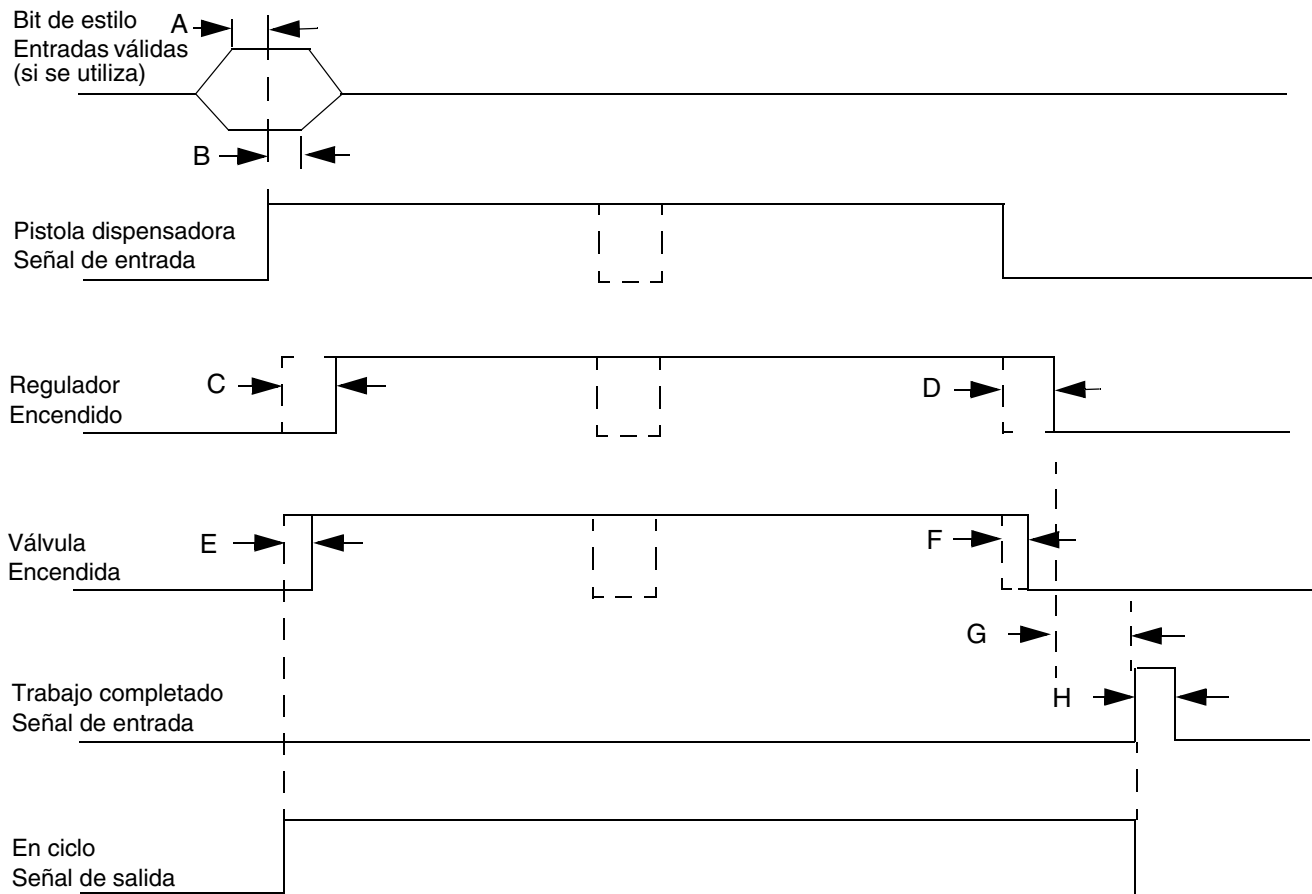 Bit de estilo
Entradas válidas
(si se utiliza)
A
B
Pistola dispensadora
Señal de entrada
Regulador
Encendido
C
D
Válvula
Encendida
E
F
G
Trabajo completado
Señal de entrada
H
En ciclo
Señal de salida